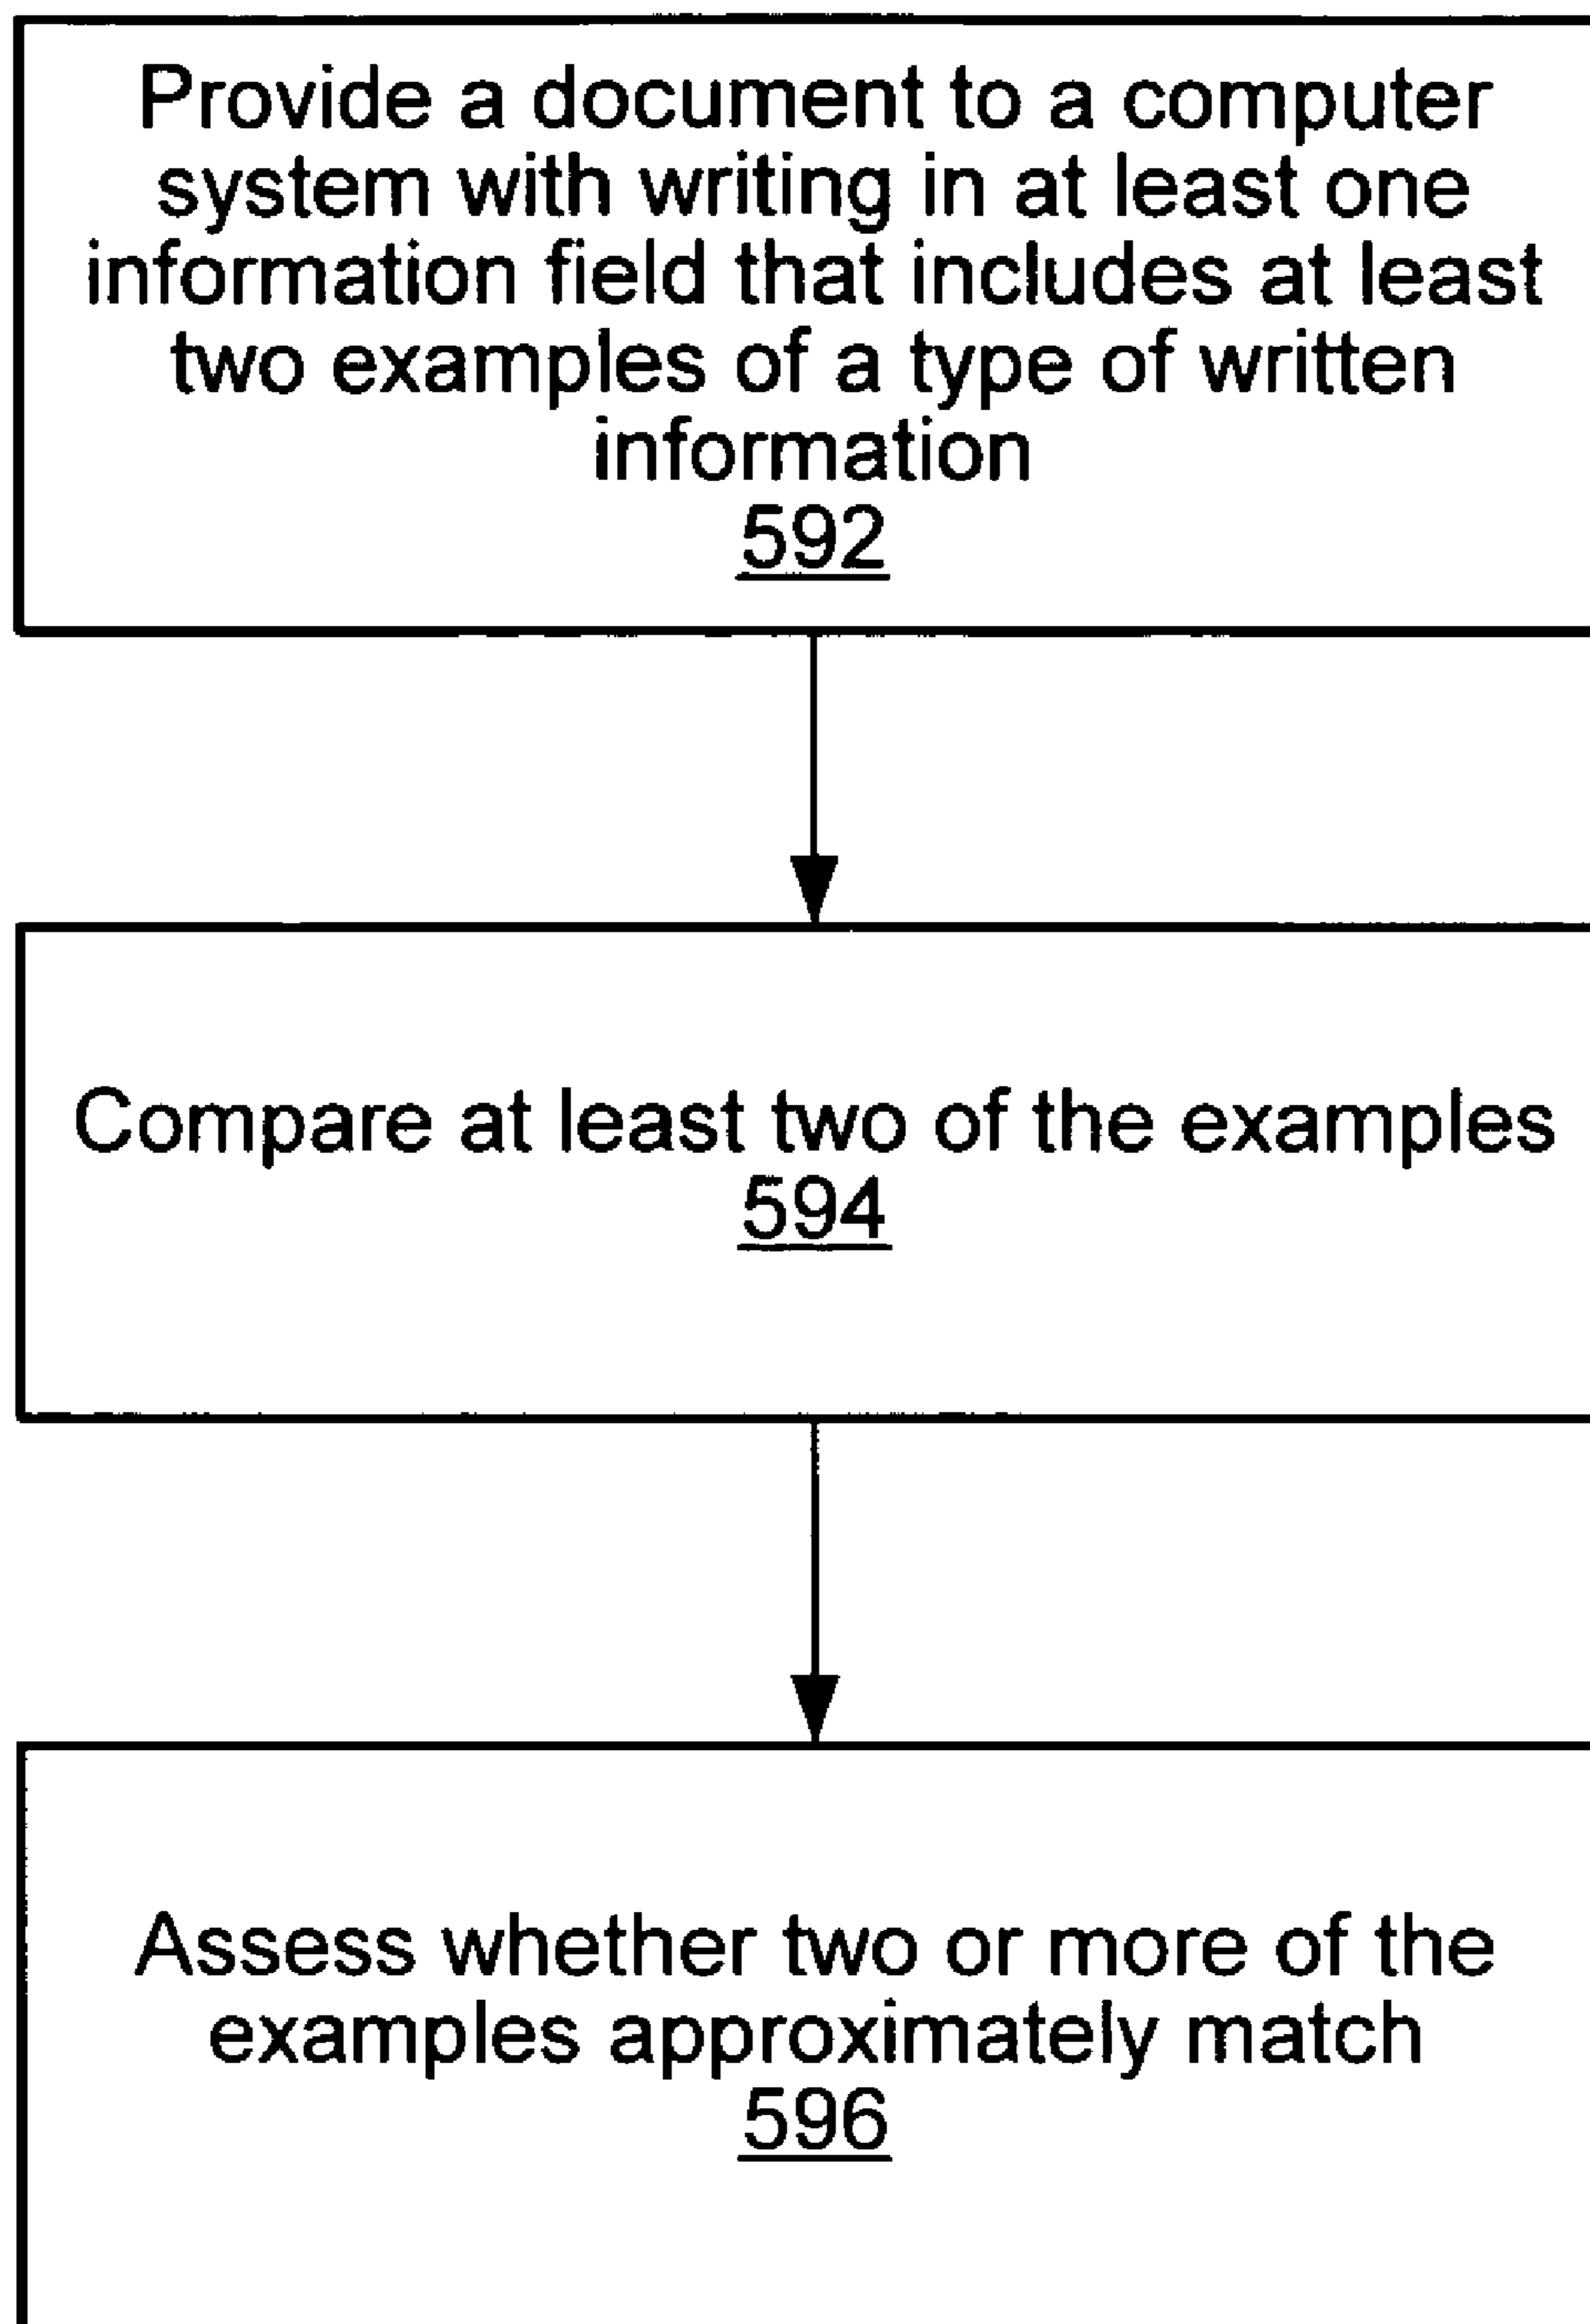 Provide a document to a computer
system with writing in at least one
information field that includes at least
two examples of a type of written
information
592
Compare at least two of the examples
594
Assess whether two or more of the
examples approximately match
596